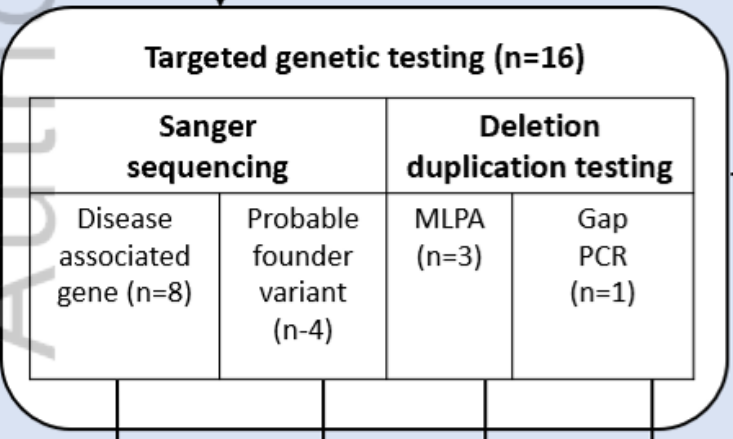 Targeted genetic testing (n=16)
Sanger
sequencing
Deletion
duplication testing
Disease
associated
gene (n=8)
Probable
founder
variant
(n-4)
MLPA
(n=3)
Gap
PCR
(n=1)